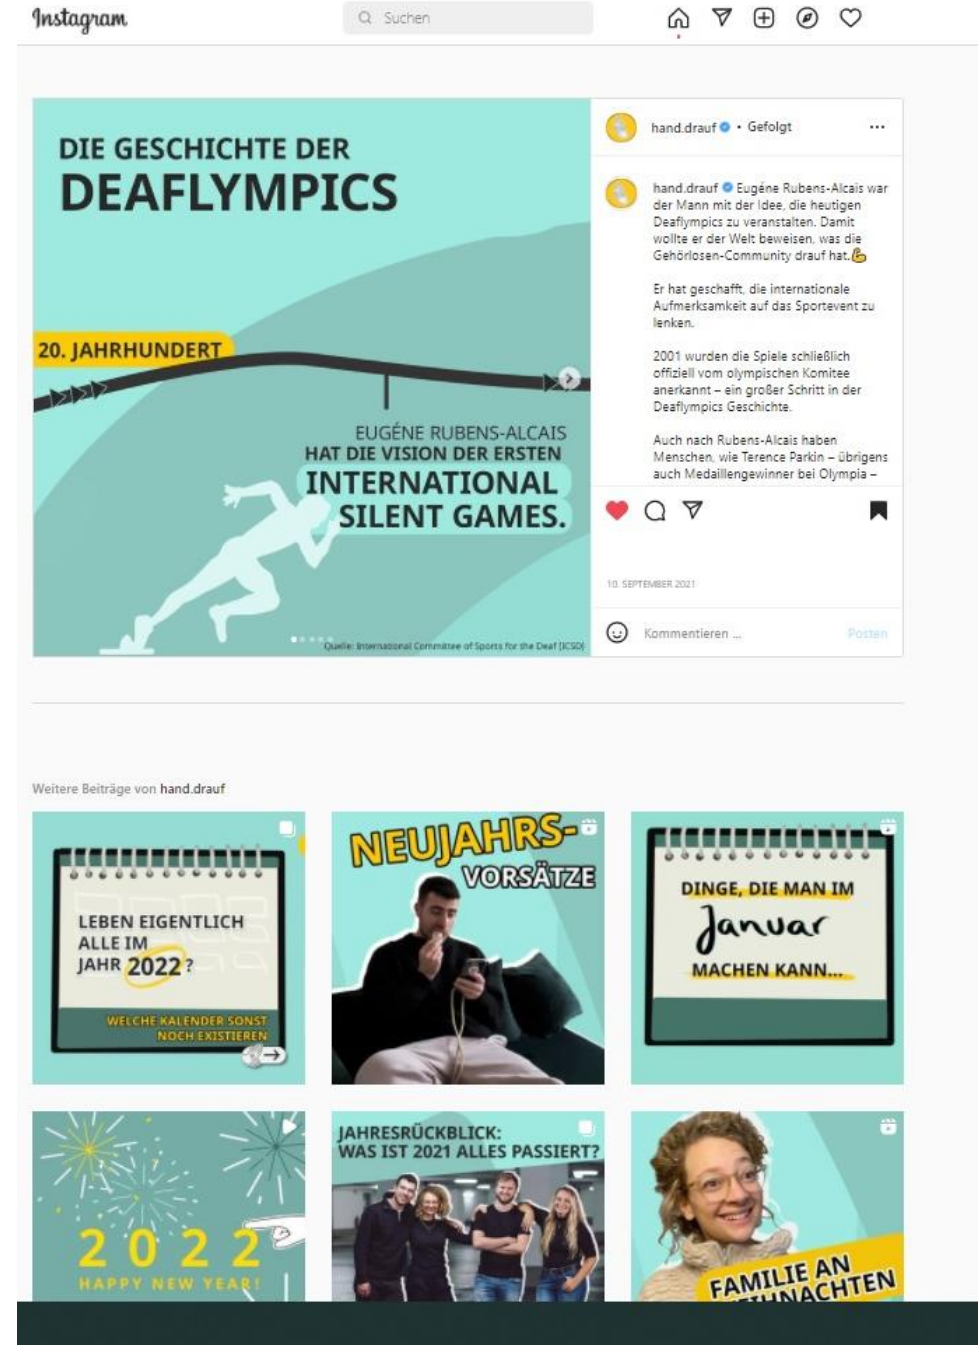 Instagram
Suchen
DIE GESCHICHTE DER
DEAFLYMPICS
20. JAHRHUNDERT
EUGÉNE RUBENS-ALCAIS
HAT DIE VISION DER ERSTEN
INTERNATIONAL
SILENT GAMES.
Quelle: International Committee of Sports for the Deaf (ICSD)
hand.drauf • Gefolgt
hand.drauf Eugéne Rubens-Alcais war
der Mann mit der Idee, die heutigen
Deaflympics zu veranstalten. Damit
wollte er der Welt beweisen, was die
Gehörlosen-Community drauf hat.💪
Er hat geschafft, die internationale
Aufmerksamkeit auf das Sportevent zu
lenken.
2001 wurden die Spiele schließlich
offiziell vom olympischen Komitee
anerkannt – ein großer Schritt in der
Deaflympics Geschichte.
Auch nach Rubens-Alcais haben
Menschen, wie Terence Parkin – übrigens
auch Medaillengewinner bei Olympia –
10. SEPTEMBER 2021
Kommentieren ...
Posten
Weitere Beiträge von hand.drauf
LEBEN EIGENTLICH
ALLE IM
JAHR 2022?
WELCHE KALENDER SONST
NOCH EXISTIEREN
NEUJAHRS-
VORSÄTZE
DINGE, DIE MAN IM
Januar
MACHEN KANN...
2022
HAPPY NEW YEAR!
JAHRESRÜCKBLICK:
WAS IST 2021 ALLES PASSIERT?
FAMILIE AN